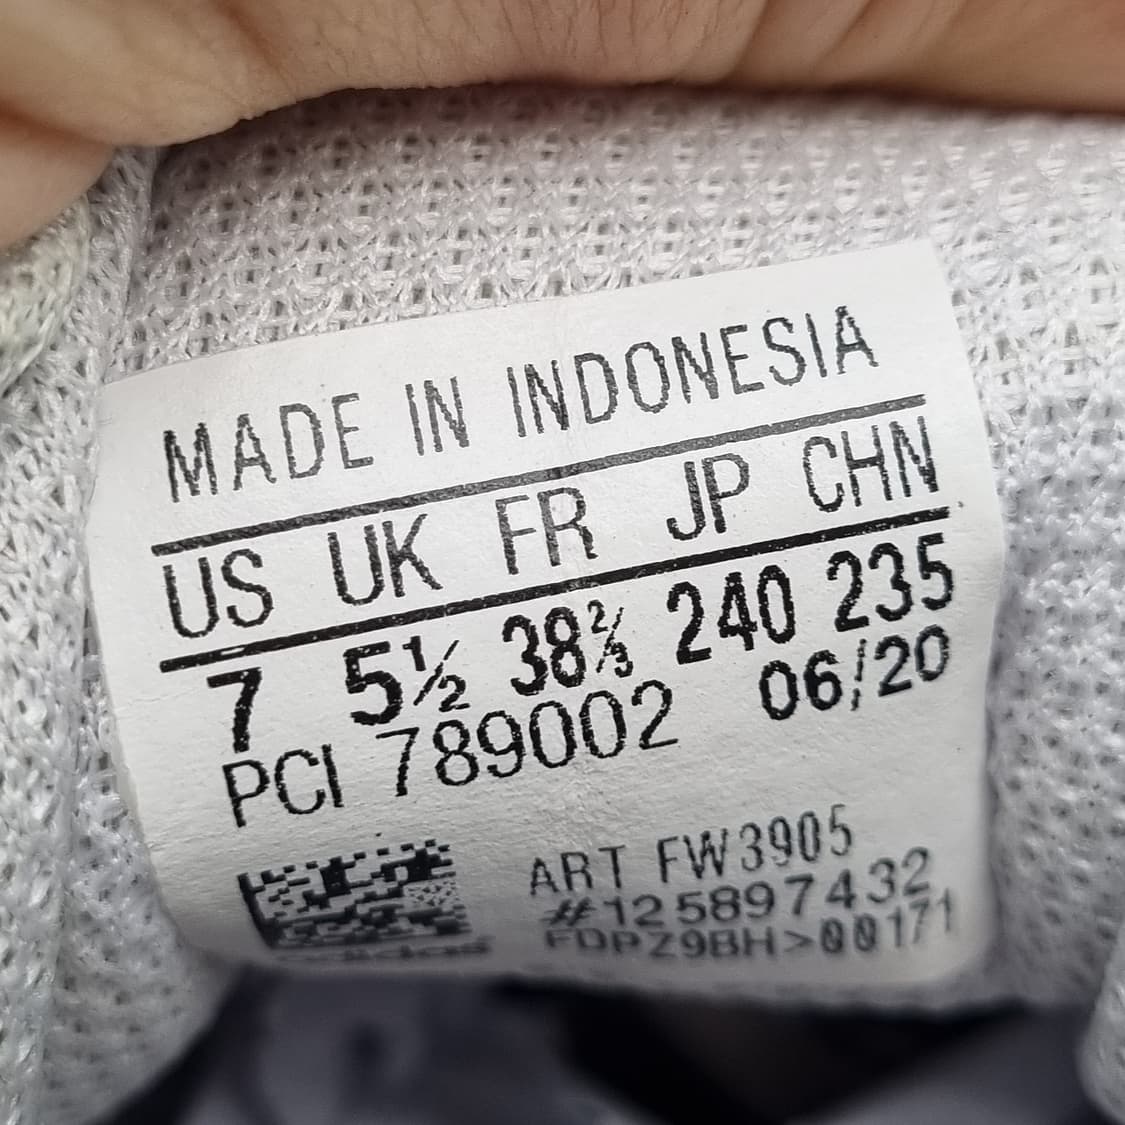 MADE IN INDONESIA
US UK FR JP CHN
7 5½ 38⅔ 240 235
PCI 789002 06/20
ART FW3905
#125897432
FDPZ9BH>00171
adidas